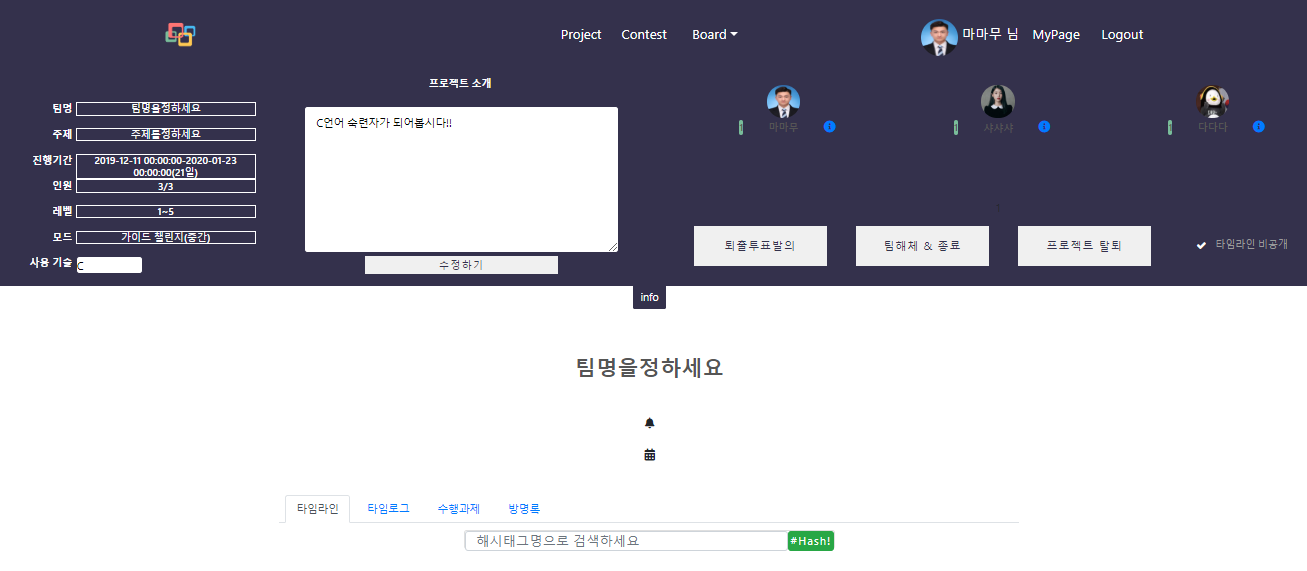 Project Contest Board 마마무 님 MyPage Logout
팀명 팀명을정하세요
주제 주제를정하세요
진행기간 2019-12-11 00:00:00-2020-01-23
00:00:00(21일)
인원 3/3
레벨 1~5
모드 가이드 챌린지(중간)
사용 기술 C
프로젝트 소개
C언어 숙련자가 되어봅시다!!
수정하기
마마무 샤샤샤 다다다
퇴출투표발의 팀해체 & 종료 프로젝트 탈퇴 타임라인 비공개
info
팀명을정하세요
타임라인 타임로그 수행과제 방명록
해시태그명으로 검색하세요 #Hash!